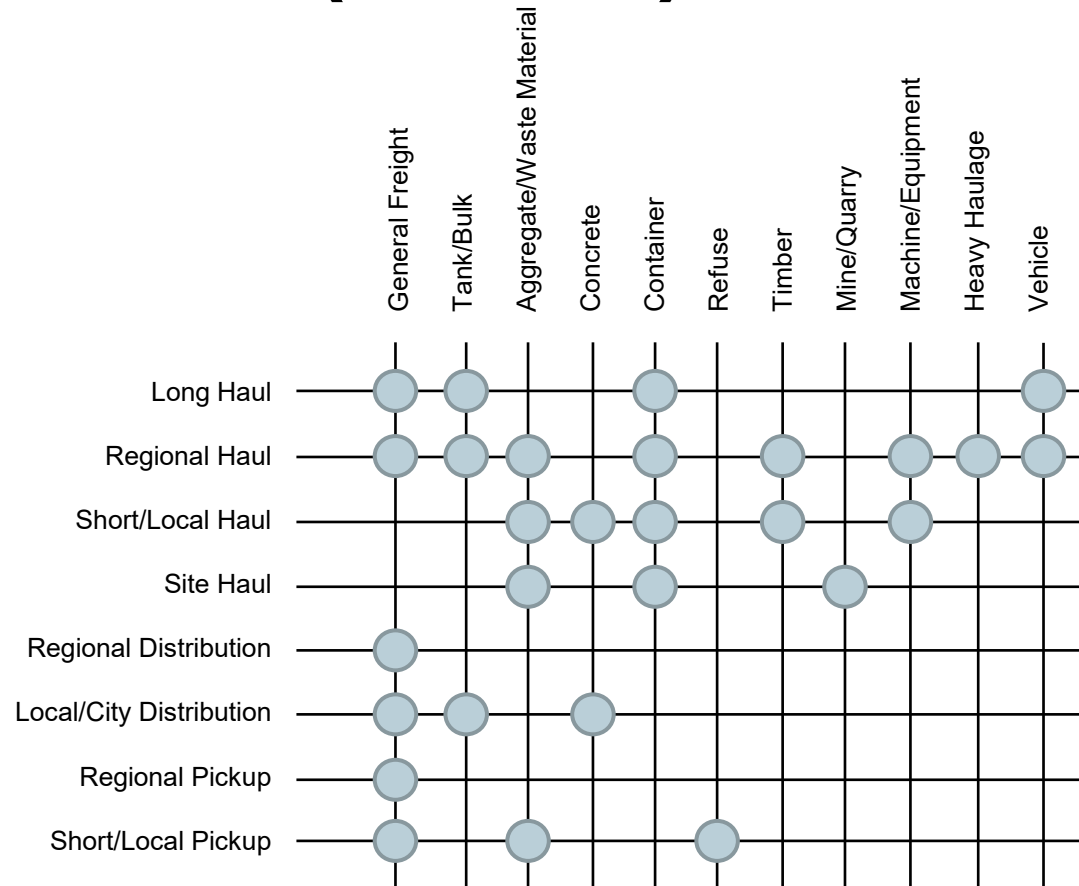 General Freight
Tank/Bulk
Aggregate/Waste Material
Concrete
Container
Refuse
Timber
Mine/Quarry
Machine/Equipment
Heavy Haulage
Vehicle
Long Haul
Regional Haul
Short/Local Haul
Site Haul
Regional Distribution
Local/City Distribution
Regional Pickup
Short/Local Pickup